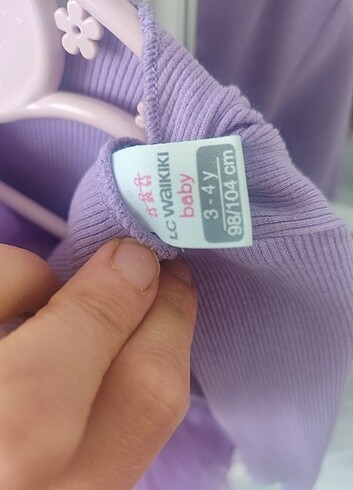 LC WAIKIKI
baby
3 - 4 y
98/104 cm